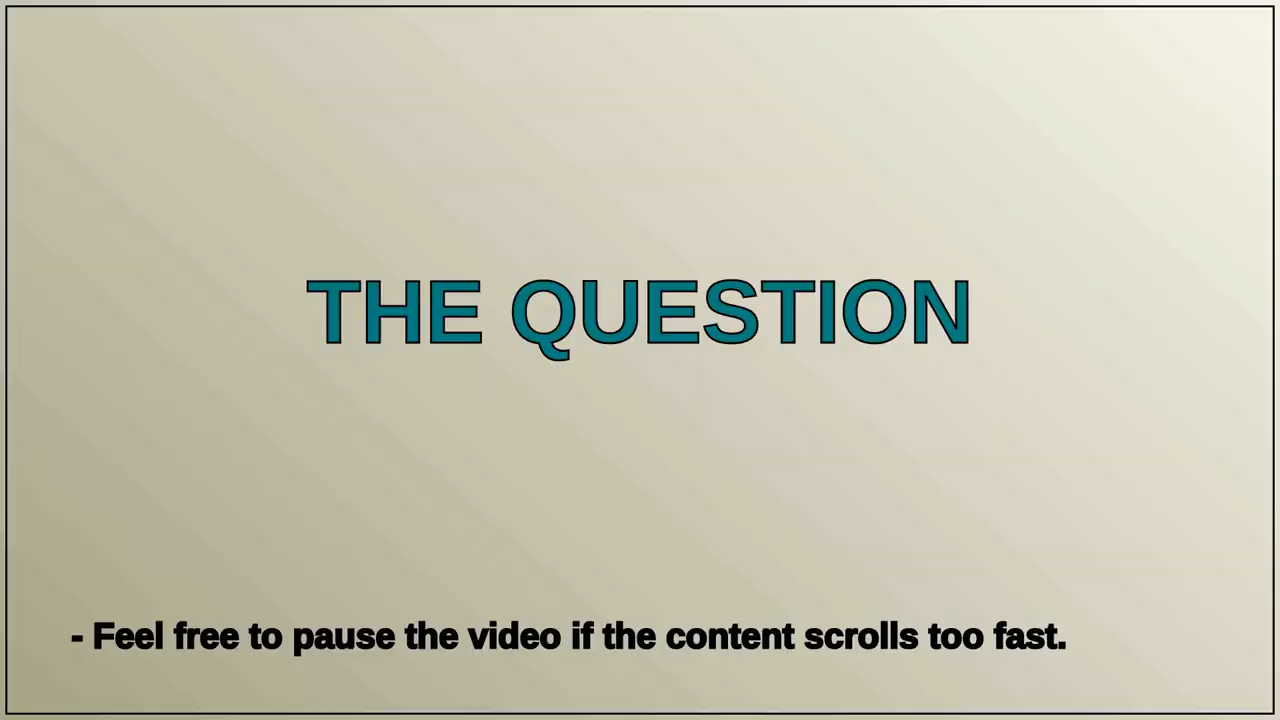 THE QUESTION
- Feel free to pause the video if the content scrolls too fast.